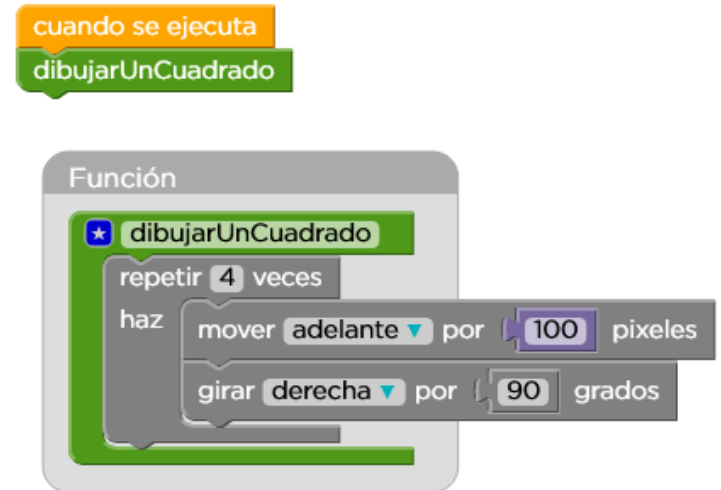 cuando se ejecuta
dibujarUnCuadrado
Función
dibujarUnCuadrado
repetir 4 veces
haz
mover adelante por 100 pixeles
girar derecha por 90 grados